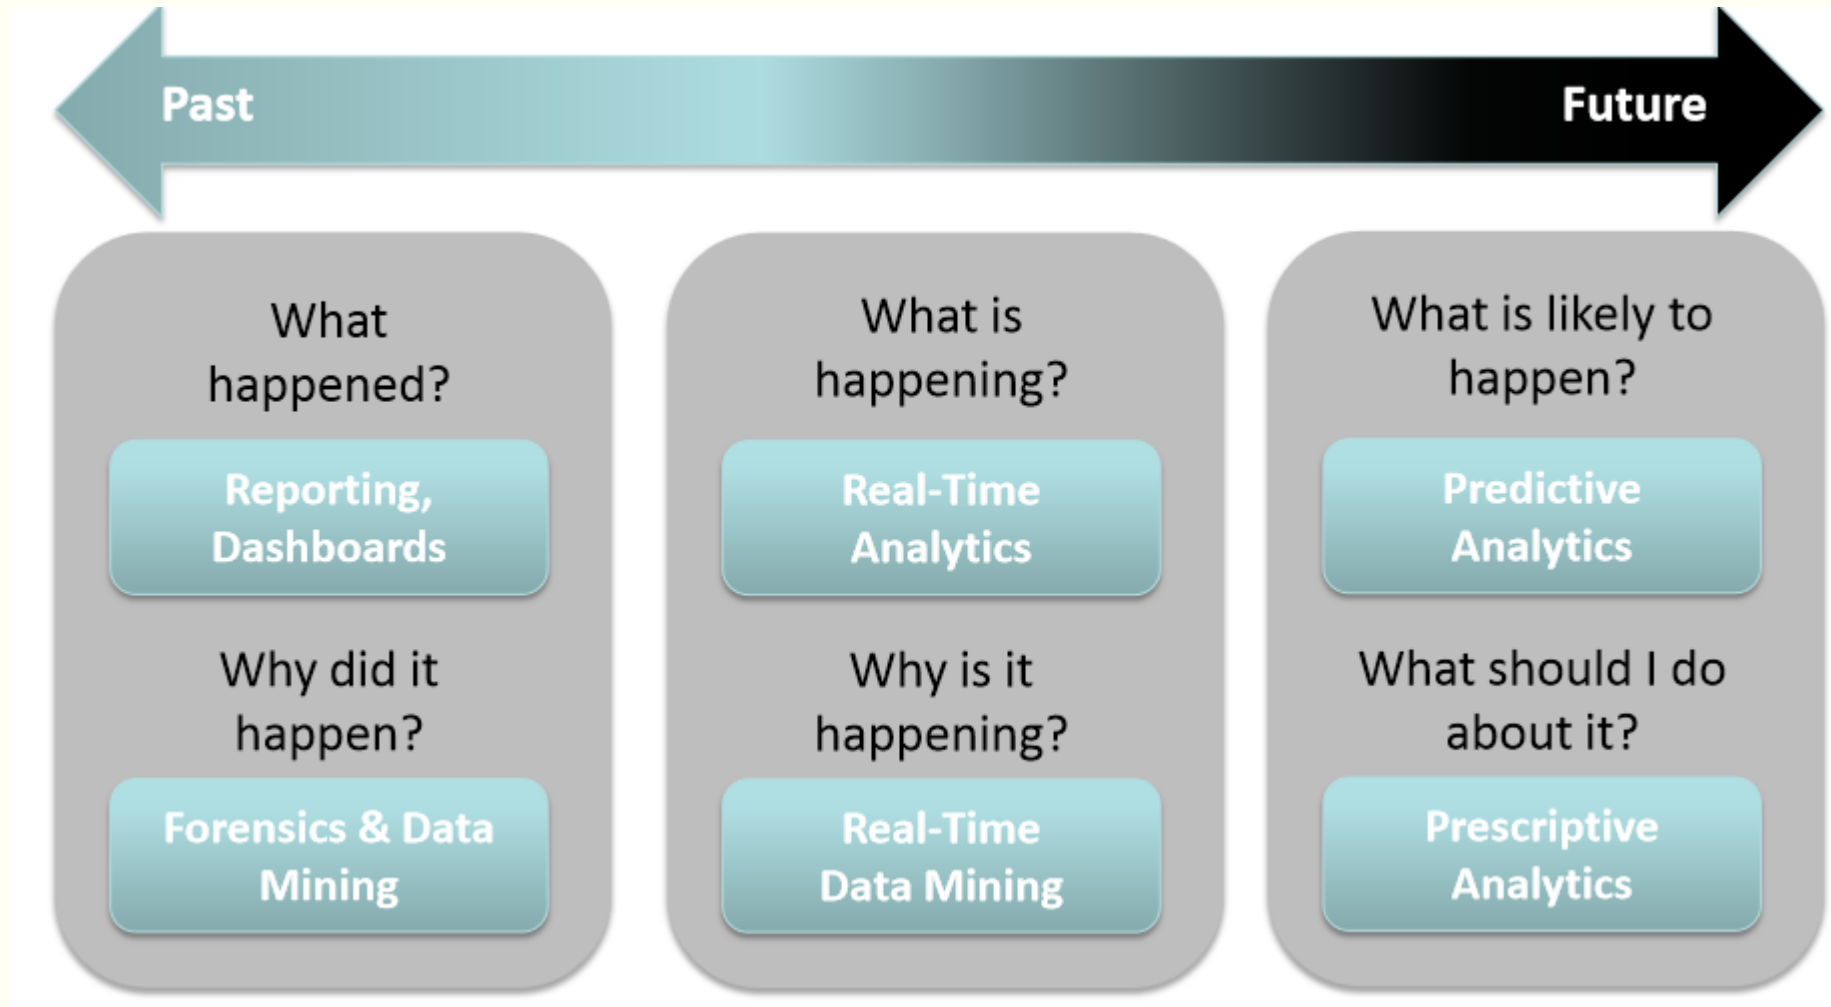 Past
Future
What
happened?
Reporting,
Dashboards
Why did it
happen?
Forensics & Data
Mining
What is
happening?
Real-Time
Analytics
Why is it
happening?
Real-Time
Data Mining
What is likely to
happen?
Predictive
Analytics
What should I do
about it?
Prescriptive
Analytics